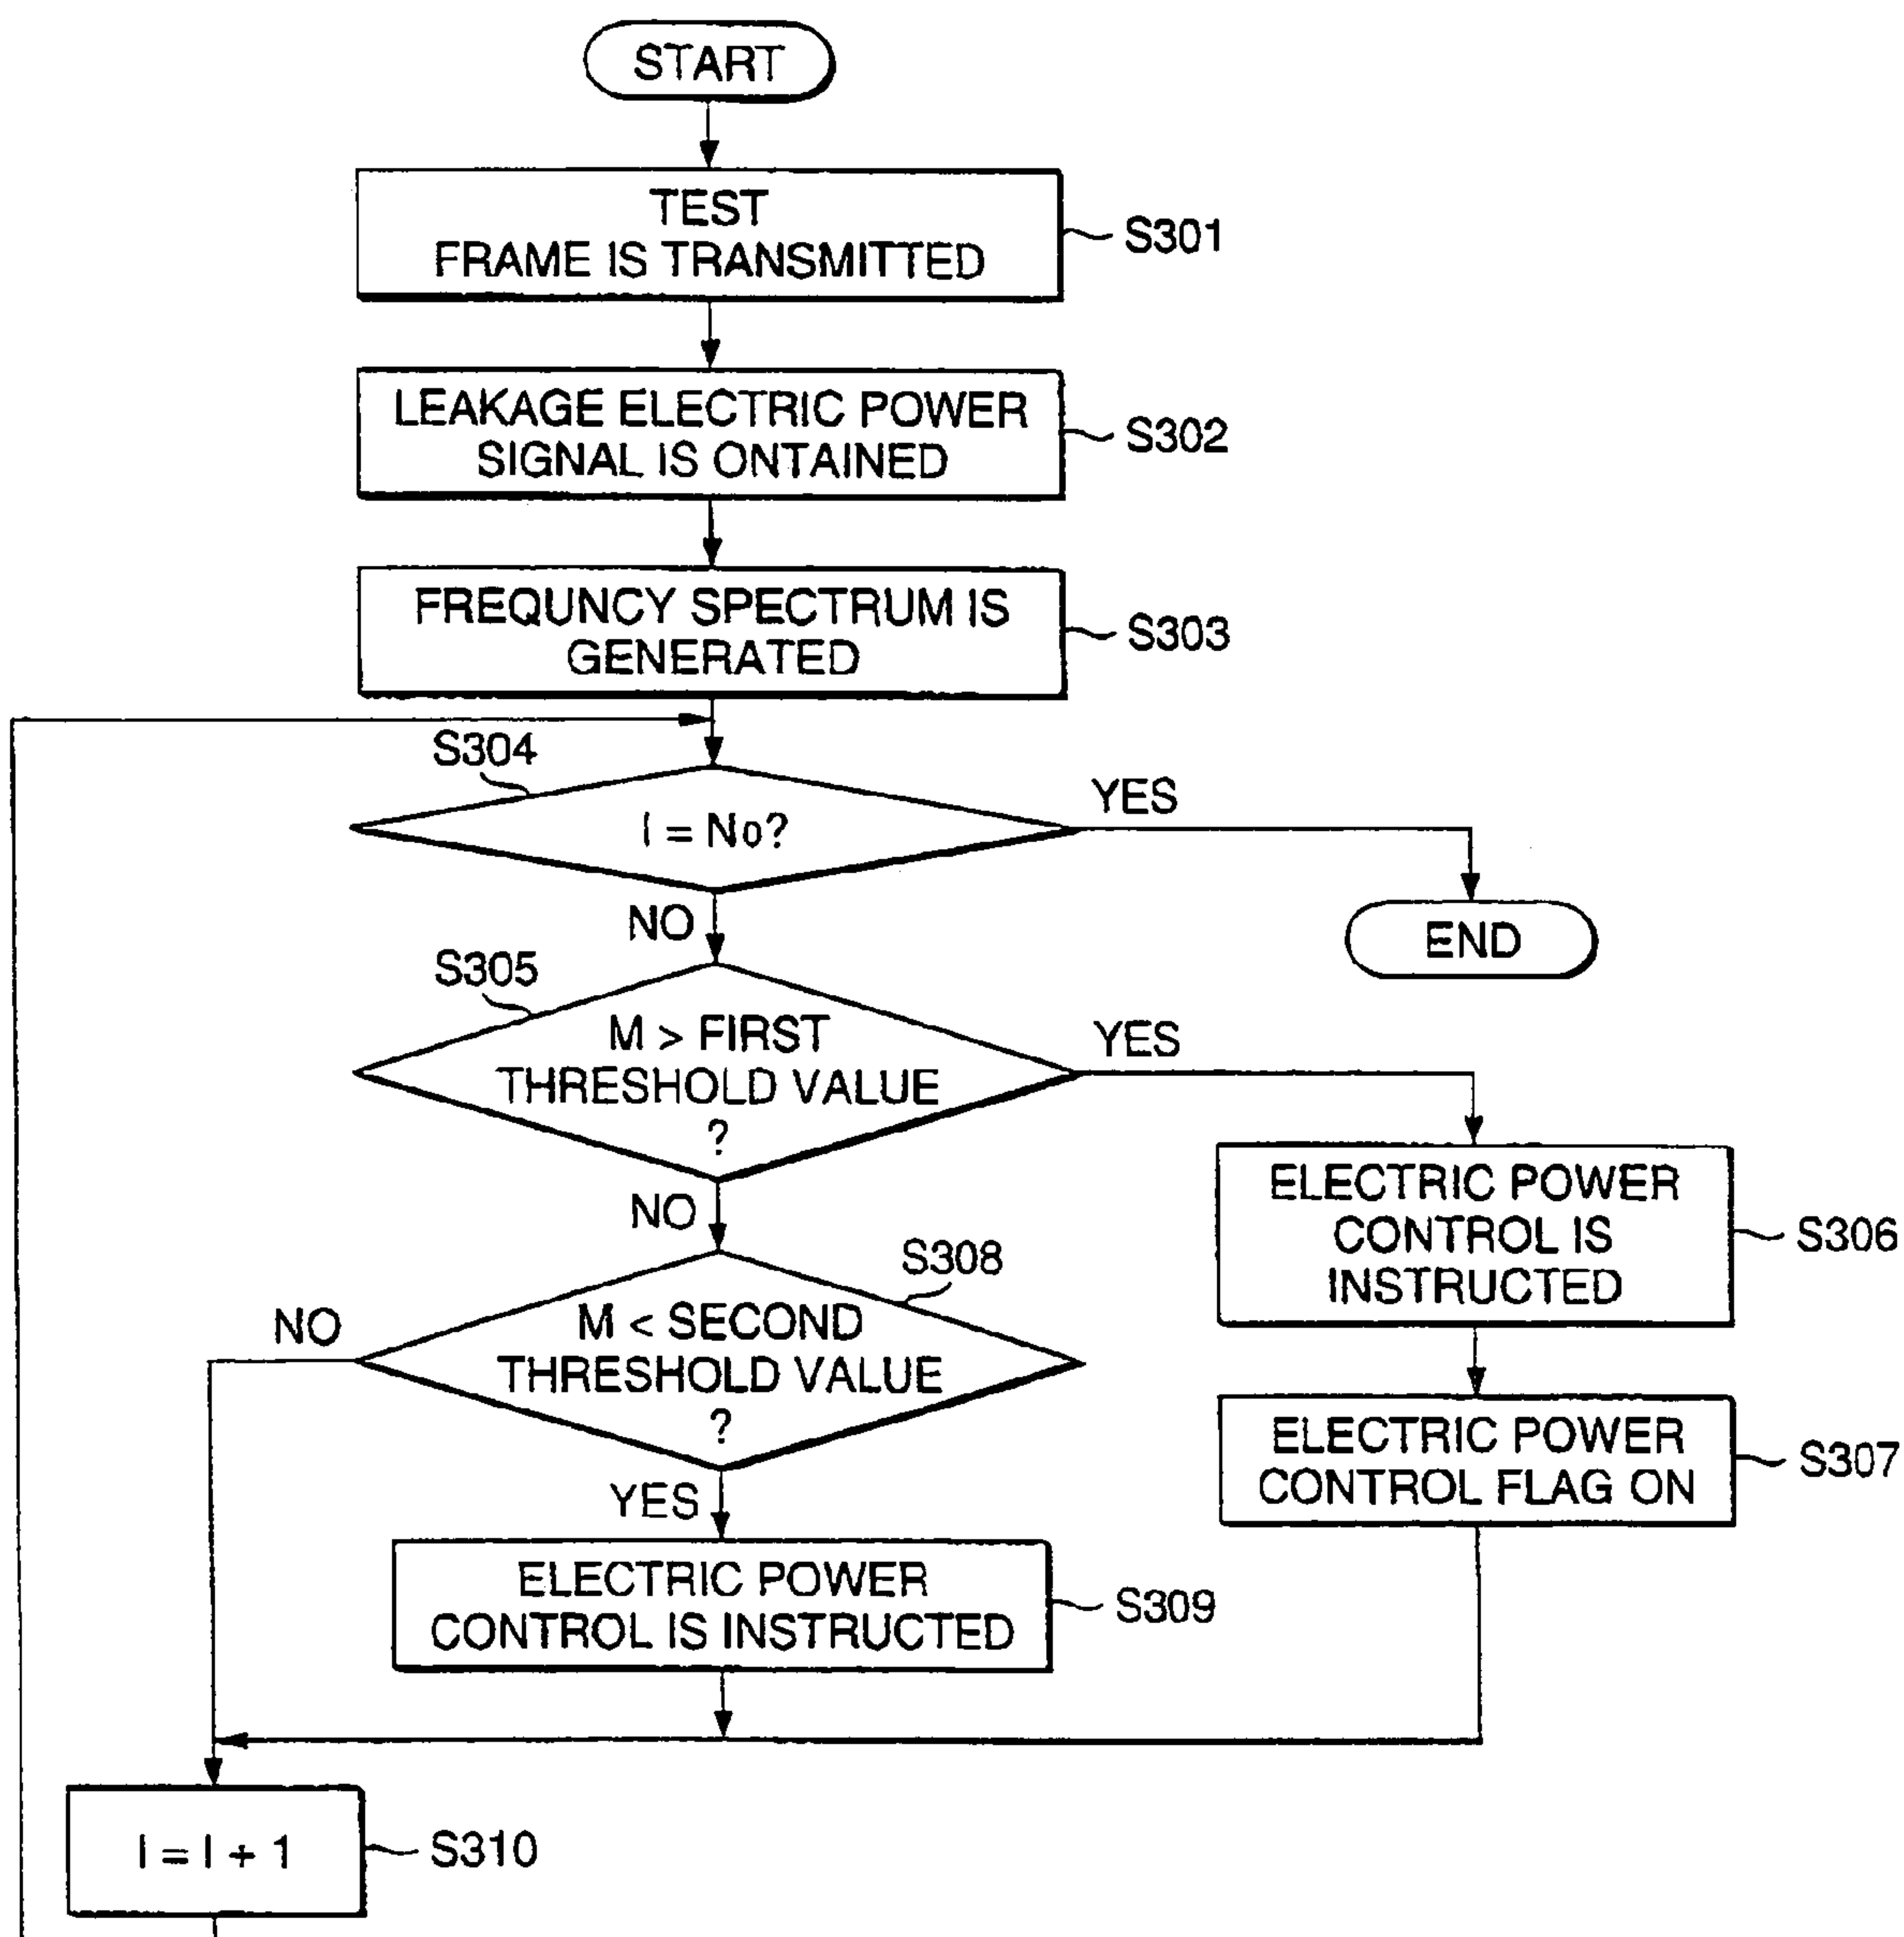 START
TEST
FRAME IS TRANSMITTED
S301
LEAKAGE ELECTRIC POWER
SIGNAL IS ONTAINED
S302
FREQUNCY SPECTRUM IS
GENERATED
S303
S304
I = N0?
YES
NO
END
S305
M > FIRST
THRESHOLD VALUE
?
YES
NO
ELECTRIC POWER
CONTROL IS
INSTRUCTED
S306
S308
M < SECOND
THRESHOLD VALUE
?
NO
YES
ELECTRIC POWER
CONTROL FLAG ON
S307
ELECTRIC POWER
CONTROL IS INSTRUCTED
S309
I = I + 1
S310